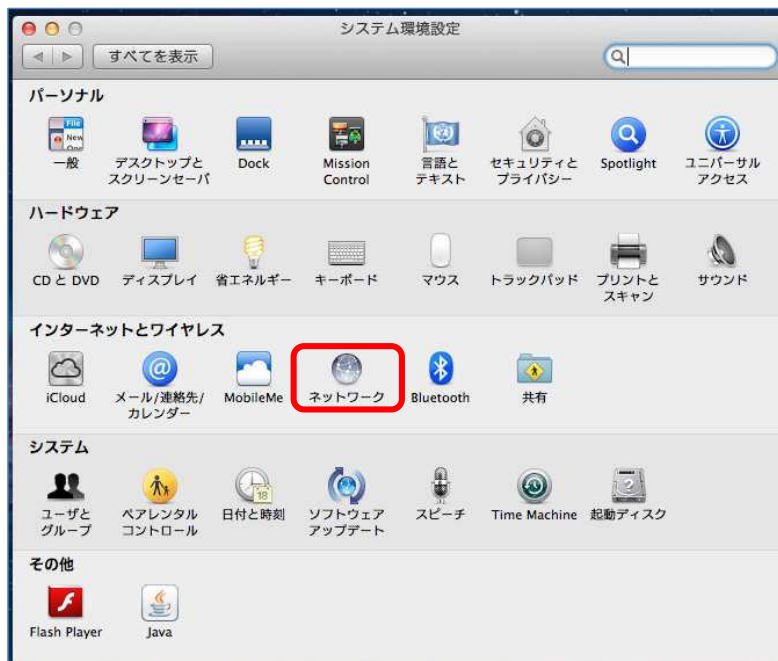 システム環境設定
すべてを表示
パーソナル
一般
デスクトップと
スクリーンセーバ
Dock
Mission
Control
言語と
テキスト
セキュリティと
プライバシー
Spotlight
ユニバーサル
アクセス
ハードウェア
CD と DVD
ディスプレイ
省エネルギー
キーボード
マウス
トラックパッド
プリントと
スキャン
サウンド
インターネットとワイヤレス
iCloud
メール/連絡先/
カレンダー
MobileMe
ネットワーク
Bluetooth
共有
システム
ユーザと
グループ
ペアレンタル
コントロール
日付と時刻
ソフトウェア
アップデート
スピーチ
Time Machine
起動ディスク
その他
Flash Player
Java